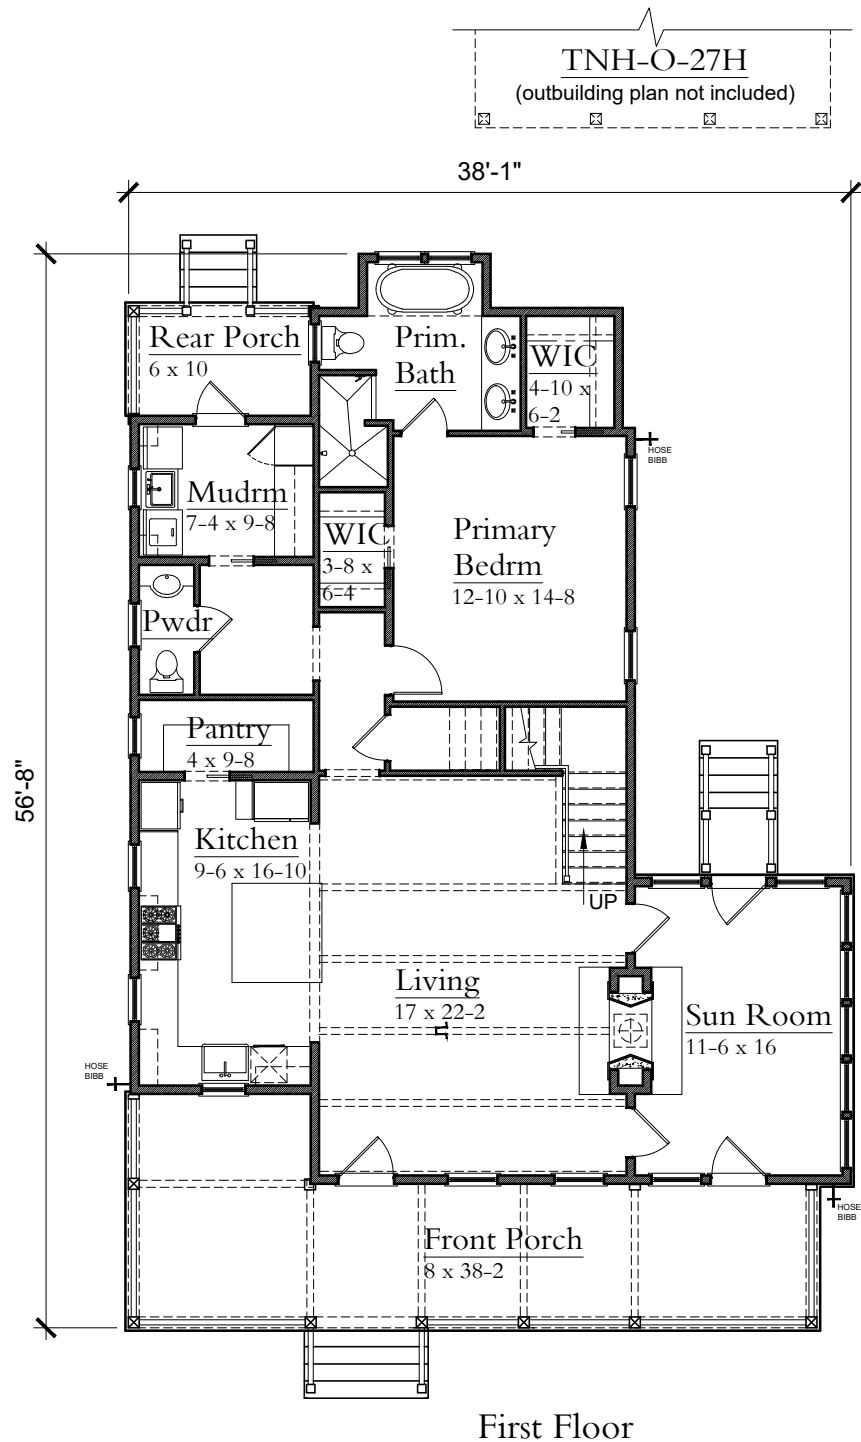 TNH-O-27H
(outbuilding plan not included)
38'-1"
56'-8"
Rear Porch
6 x 10
Prim.
Bath
WIC
4-10 x
6-2
HOSE
BIBB
Mudrm
7-4 x 9-8
WIC
3-8 x
6-4
Primary
Bedrm
12-10 x 14-8
Pwdr
Pantry
4 x 9-8
Kitchen
9-6 x 16-10
UP
Living
17 x 22-2
Sun Room
11-6 x 16
HOSE
BIBB
HOSE
BIBB
Front Porch
8 x 38-2
First Floor